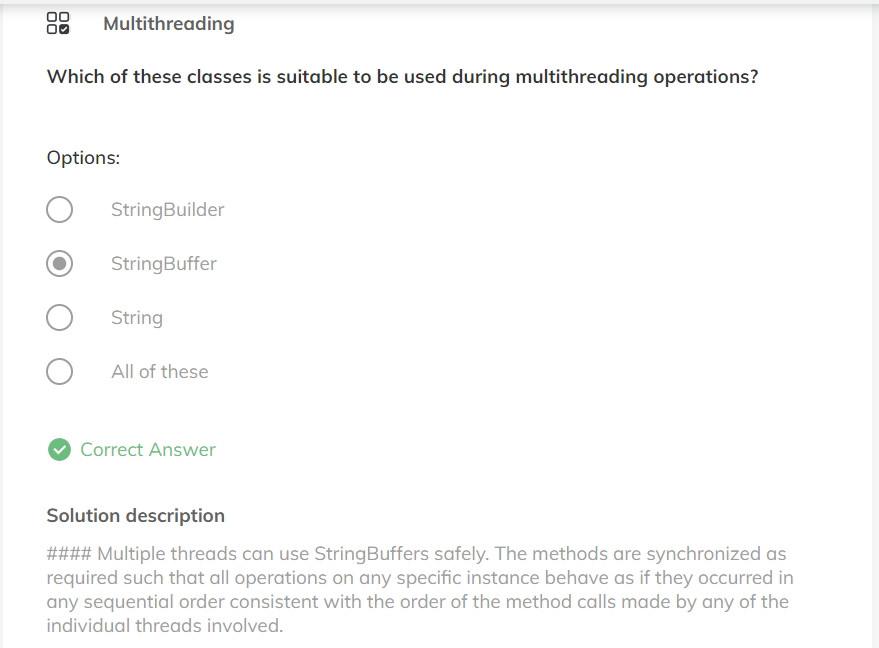 Multithreading
Which of these classes is suitable to be used during multithreading operations?
Options:
StringBuilder
StringBuffer
String
All of these
Correct Answer
Solution description
#### Multiple threads can use StringBuffers safely. The methods are synchronized as
required such that all operations on any specific instance behave as if they occurred in
any sequential order consistent with the order of the method calls made by any of the
individual threads involved.